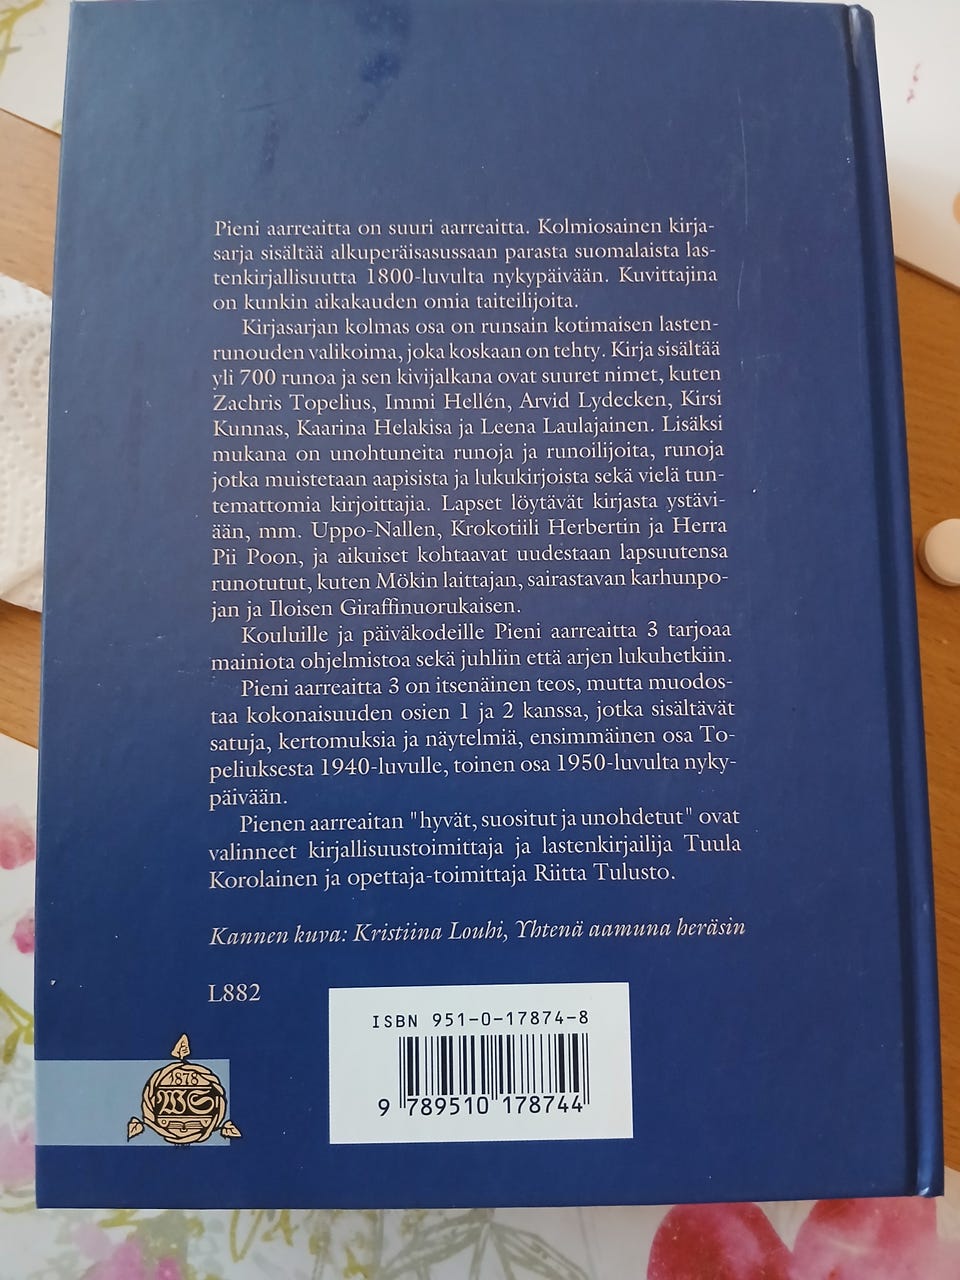 Pieni aarreaitta on suuri aarreaitta. Kolmiosainen kirja-
sarja sisältää alkuperäisasussaan parasta suomalaista las-
tenkirjallisuutta 1800-luvulta nykypäivään. Kuvittajina
on kunkin aikakauden omia taiteilijoita.
Kirjasarjan kolmas osa on runsain kotimaisen lasten-
runouden valikoima, joka koskaan on tehty. Kirja sisältää
yli 700 runoa ja sen kivijalkana ovat suuret nimet, kuten
Zachris Topelius, Immi Hellén, Arvid Lydecken, Kirsi
Kunnas, Kaarina Helakisa ja Leena Laulajainen. Lisäksi
mukana on unohtuneita runoja ja runoilijoita, runoja
jotka muistetaan aapisista ja lukukirjoista sekä vielä tun-
temattomia kirjoittajia. Lapset löytävät kirjasta ystävi-
ään, mm. Uppo-Nallen, Krokotiili Herbertin ja Herra
Pii Poon, ja aikuiset kohtaavat uudestaan lapsuutensa
runotutut, kuten Mökin laittajan, sairastavan karhunpo-
jan ja Iloisen Giraffinuorukaisen.
Kouluille ja päiväkodeille Pieni aarreaitta 3 tarjoaa
mainiota ohjelmistoa sekä juhliin että arjen lukuhetkiin.
Pieni aarreaitta 3 on itsenäinen teos, mutta muodos-
taa kokonaisuuden osien 1 ja 2 kanssa, jotka sisältävät
satuja, kertomuksia ja näytelmiä, ensimmäinen osa To-
peliuksesta 1940-luvulle, toinen osa 1950-luvulta nyky-
päivään.
Pienen aarreaitan "hyvät, suositut ja unohdetut" ovat
valinneet kirjallisuustoimittaja ja lastenkirjailija Tuula
Korolainen ja opettaja-toimittaja Riitta Tulusto.
Kannen kuva: Kristiina Louhi, Yhtenä aamuna heräsin
L882
ISBN 951-0-17874-8
9 789510 178744
1878
WS